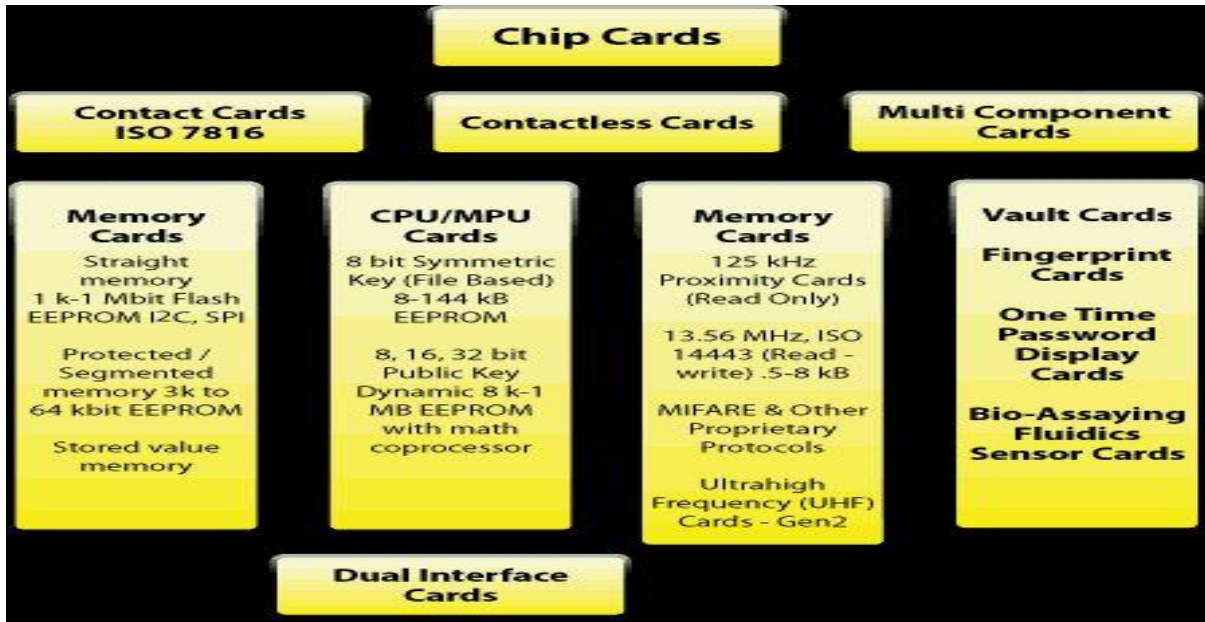 Chip Cards
Contact Cards
ISO 7816
Contactless Cards
Multi Component
Cards
Memory
Cards
Straight
memory
1 k-1 Mbit Flash
EEPROM I2C, SPI
Protected /
Segmented
memory 3k to
64 kbit EEPROM
Stored value
memory
CPU/MPU
Cards
8 bit Symmetric
Key (File Based)
8-144 kB
EEPROM
8, 16, 32 bit
Public Key
Dynamic 8 k-1
MB EEPROM
with math
coprocessor
Memory
Cards
125 kHz
Proximity Cards
(Read Only)
13.56 MHz, ISO
14443 (Read -
write) .5-8 kB
MIFARE & Other
Proprietary
Protocols
Ultrahigh
Frequency (UHF)
Cards - Gen2
Vault Cards
Fingerprint
Cards
One Time
Password
Display
Cards
Bio-Assaying
Fluidics
Sensor Cards
Dual Interface
Cards